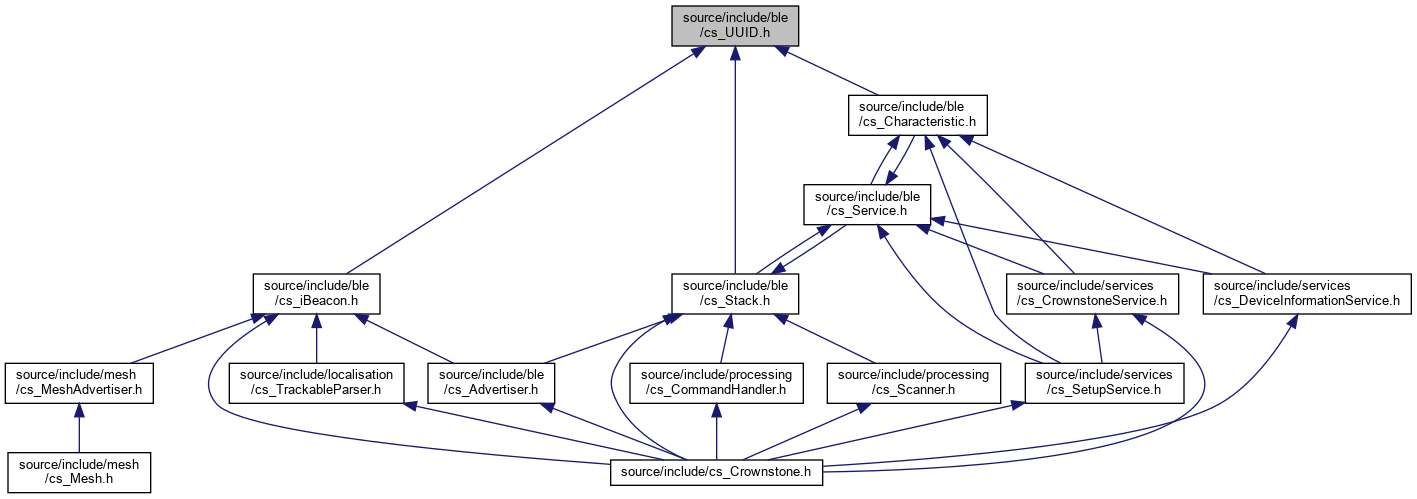 source/include/ble
/cs_UUID.h
source/include/ble
/cs_Characteristic.h
source/include/ble
/cs_Service.h
source/include/ble
/cs_iBeacon.h
source/include/ble
/cs_Stack.h
source/include/services
/cs_CrownstoneService.h
source/include/services
/cs_DeviceInformationService.h
source/include/mesh
/cs_MeshAdvertiser.h
source/include/localisation
/cs_TrackableParser.h
source/include/ble
/cs_Advertiser.h
source/include/processing
/cs_CommandHandler.h
source/include/processing
/cs_Scanner.h
source/include/services
/cs_SetupService.h
source/include/mesh
/cs_Mesh.h
source/include/cs_Crownstone.h